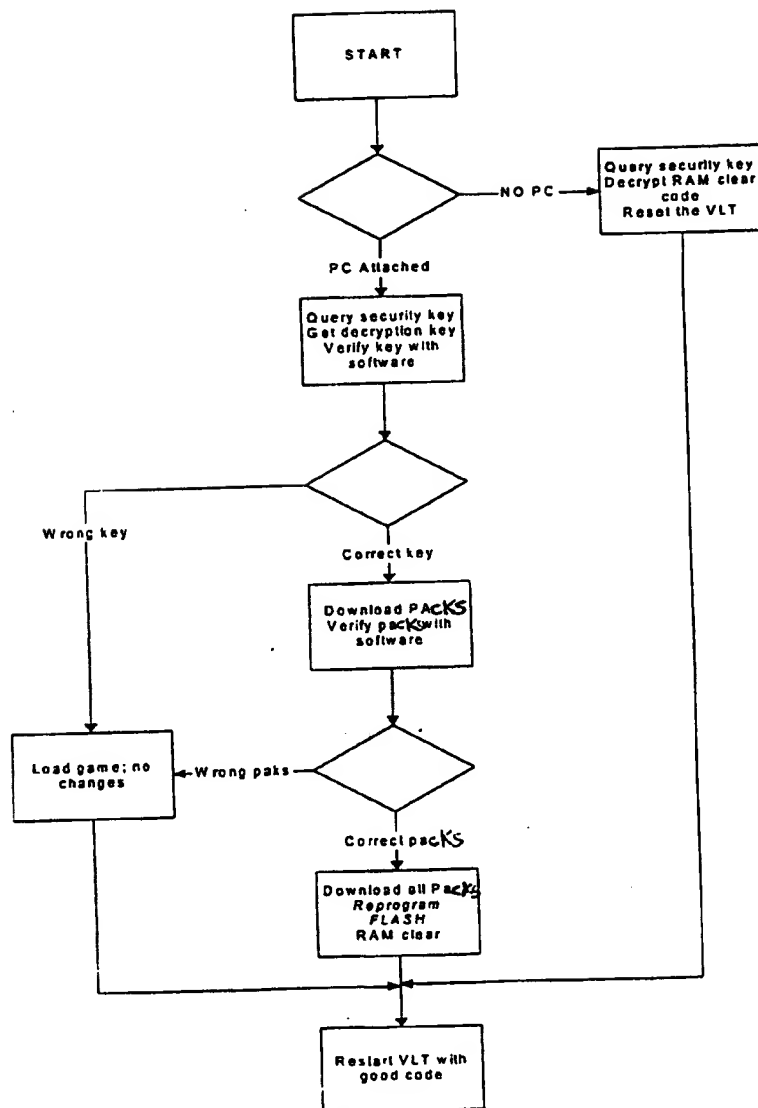 START
NO PC
Query security key
Decrypt RAM clear
code
Reset the VLT
PC Attached
Query security key
Get decryption key
Verify key with
software
Wrong key
Correct key
Download PAcKS
Verify packs with
software
Load game; no
changes
Wrong paks
Correct pacKS
Download all PacKS
Reprogram
FLASH
RAM clear
Restart VLT with
good code